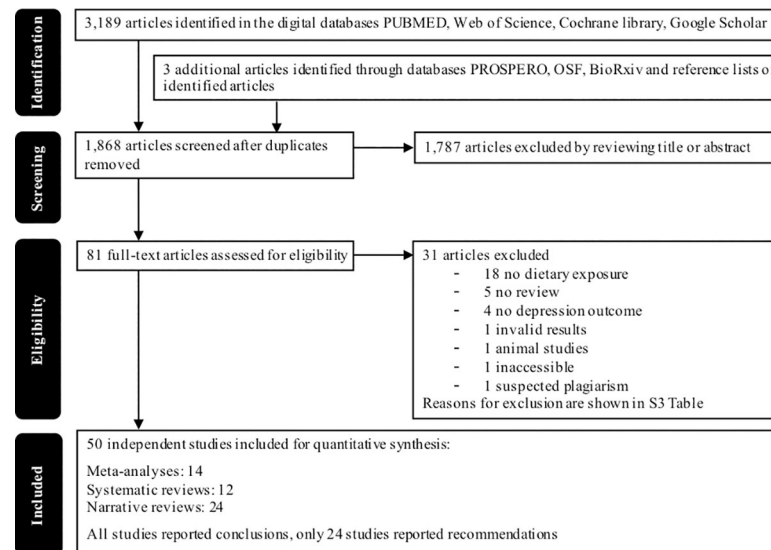 Identification
3,189 articles identified in the digital databases PUBMED, Web of Science, Cochrane library, Google Scholar
3 additional articles identified through databases PROSPERO, OSF, BioRxiv and reference lists o
identified articles
Screening
1,868 articles screened after duplicates
removed
1,787 articles excluded by reviewing title or abstract
Eligibility
81 full-text articles assessed for eligibility
31 articles excluded
- 18 no dietary exposure
- 5 no review
- 4 no depression outcome
- 1 invalid results
- 1 animal studies
- 1 inaccessible
- 1 suspected plagiarism
Reasons for exclusion are shown in S3 Table
Included
50 independent studies included for quantitative synthesis:
Meta-analyses: 14
Systematic reviews: 12
Narrative reviews: 24
All studies reported conclusions, only 24 studies reported recommendations